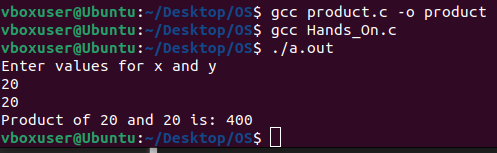 vboxuser@Ubuntu:~/Desktop/OS$ gcc product.c -o product
vboxuser@Ubuntu:~/Desktop/OS$ gcc Hands_On.c
vboxuser@Ubuntu:~/Desktop/OS$ ./a.out
Enter values for x and y
20
20
Product of 20 and 20 is: 400
vboxuser@Ubuntu:~/Desktop/OS$